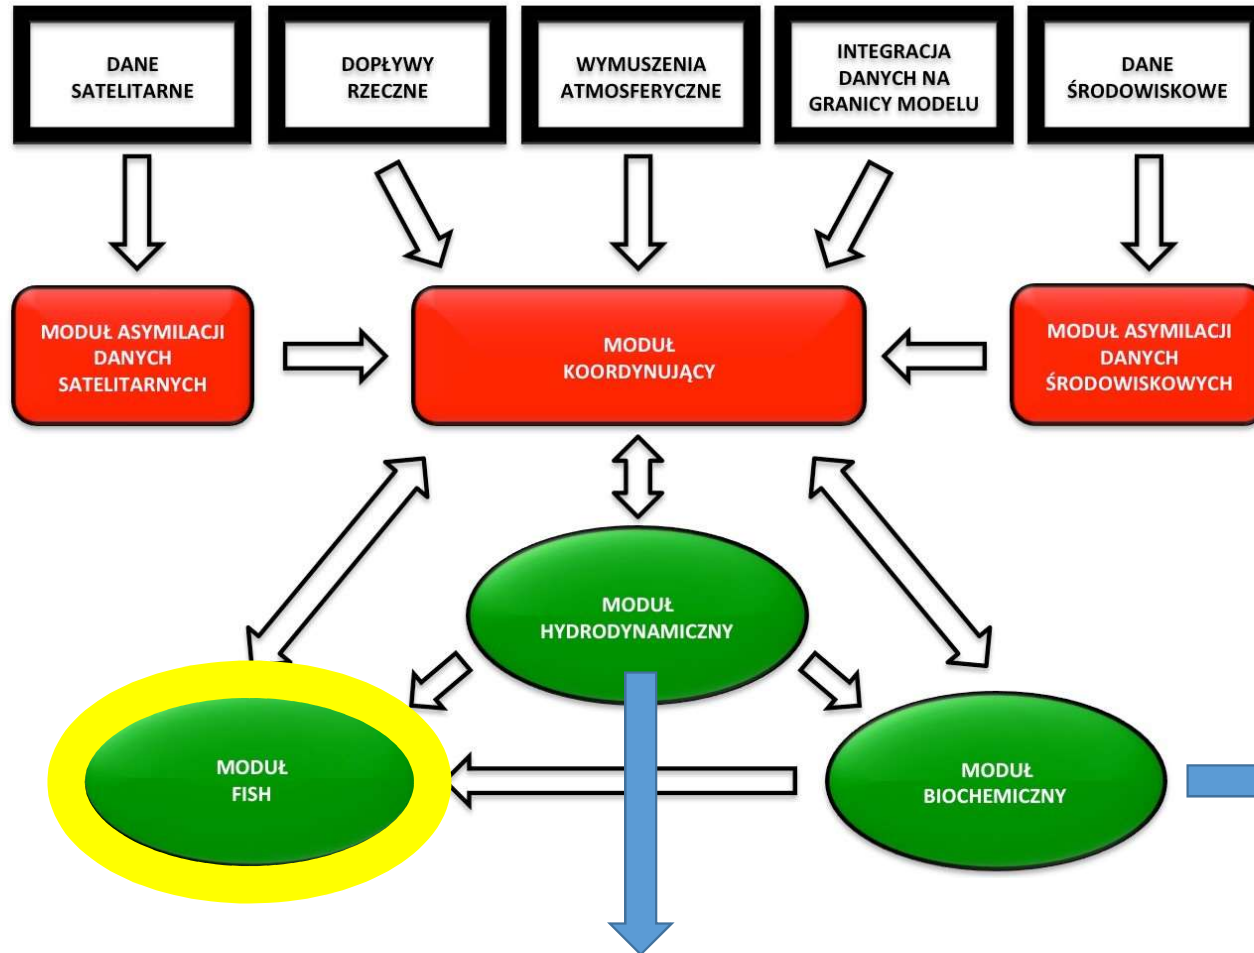 DANE
SATELITARNE
DOPŁYWY
RZECZNE
WYMUSZENIA
ATMOSFERYCZNE
INTEGRACJA
DANYCH NA
GRANICY MODELU
DANE
ŚRODOWISKOWE
MODUŁ ASYMILACJI
DANYCH
SATELITARNYCH
MODUŁ
KOORDYNUJĄCY
MODUŁ ASYMILACJI
DANYCH
ŚRODOWISKOWYCH
MODUŁ
HYDRODYNAMICZNY
MODUŁ
FISH
MODUŁ
BIOCHEMICZNY